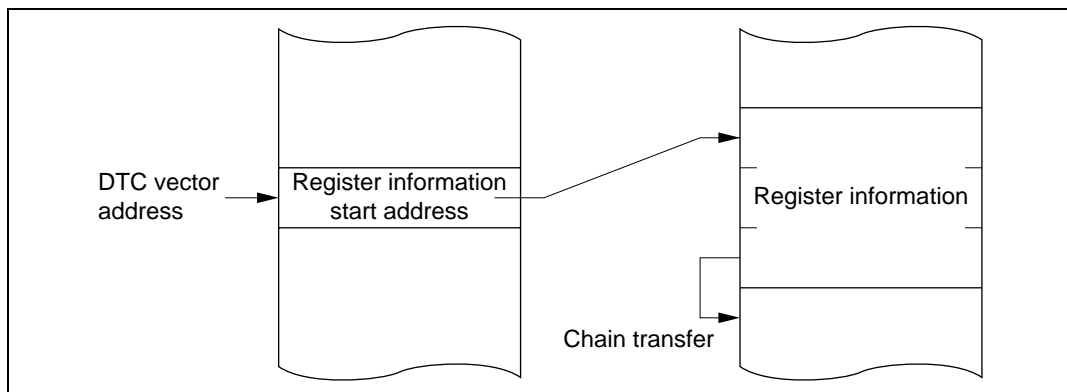 DTC vector
address
Register information
start address
Register information
Chain transfer